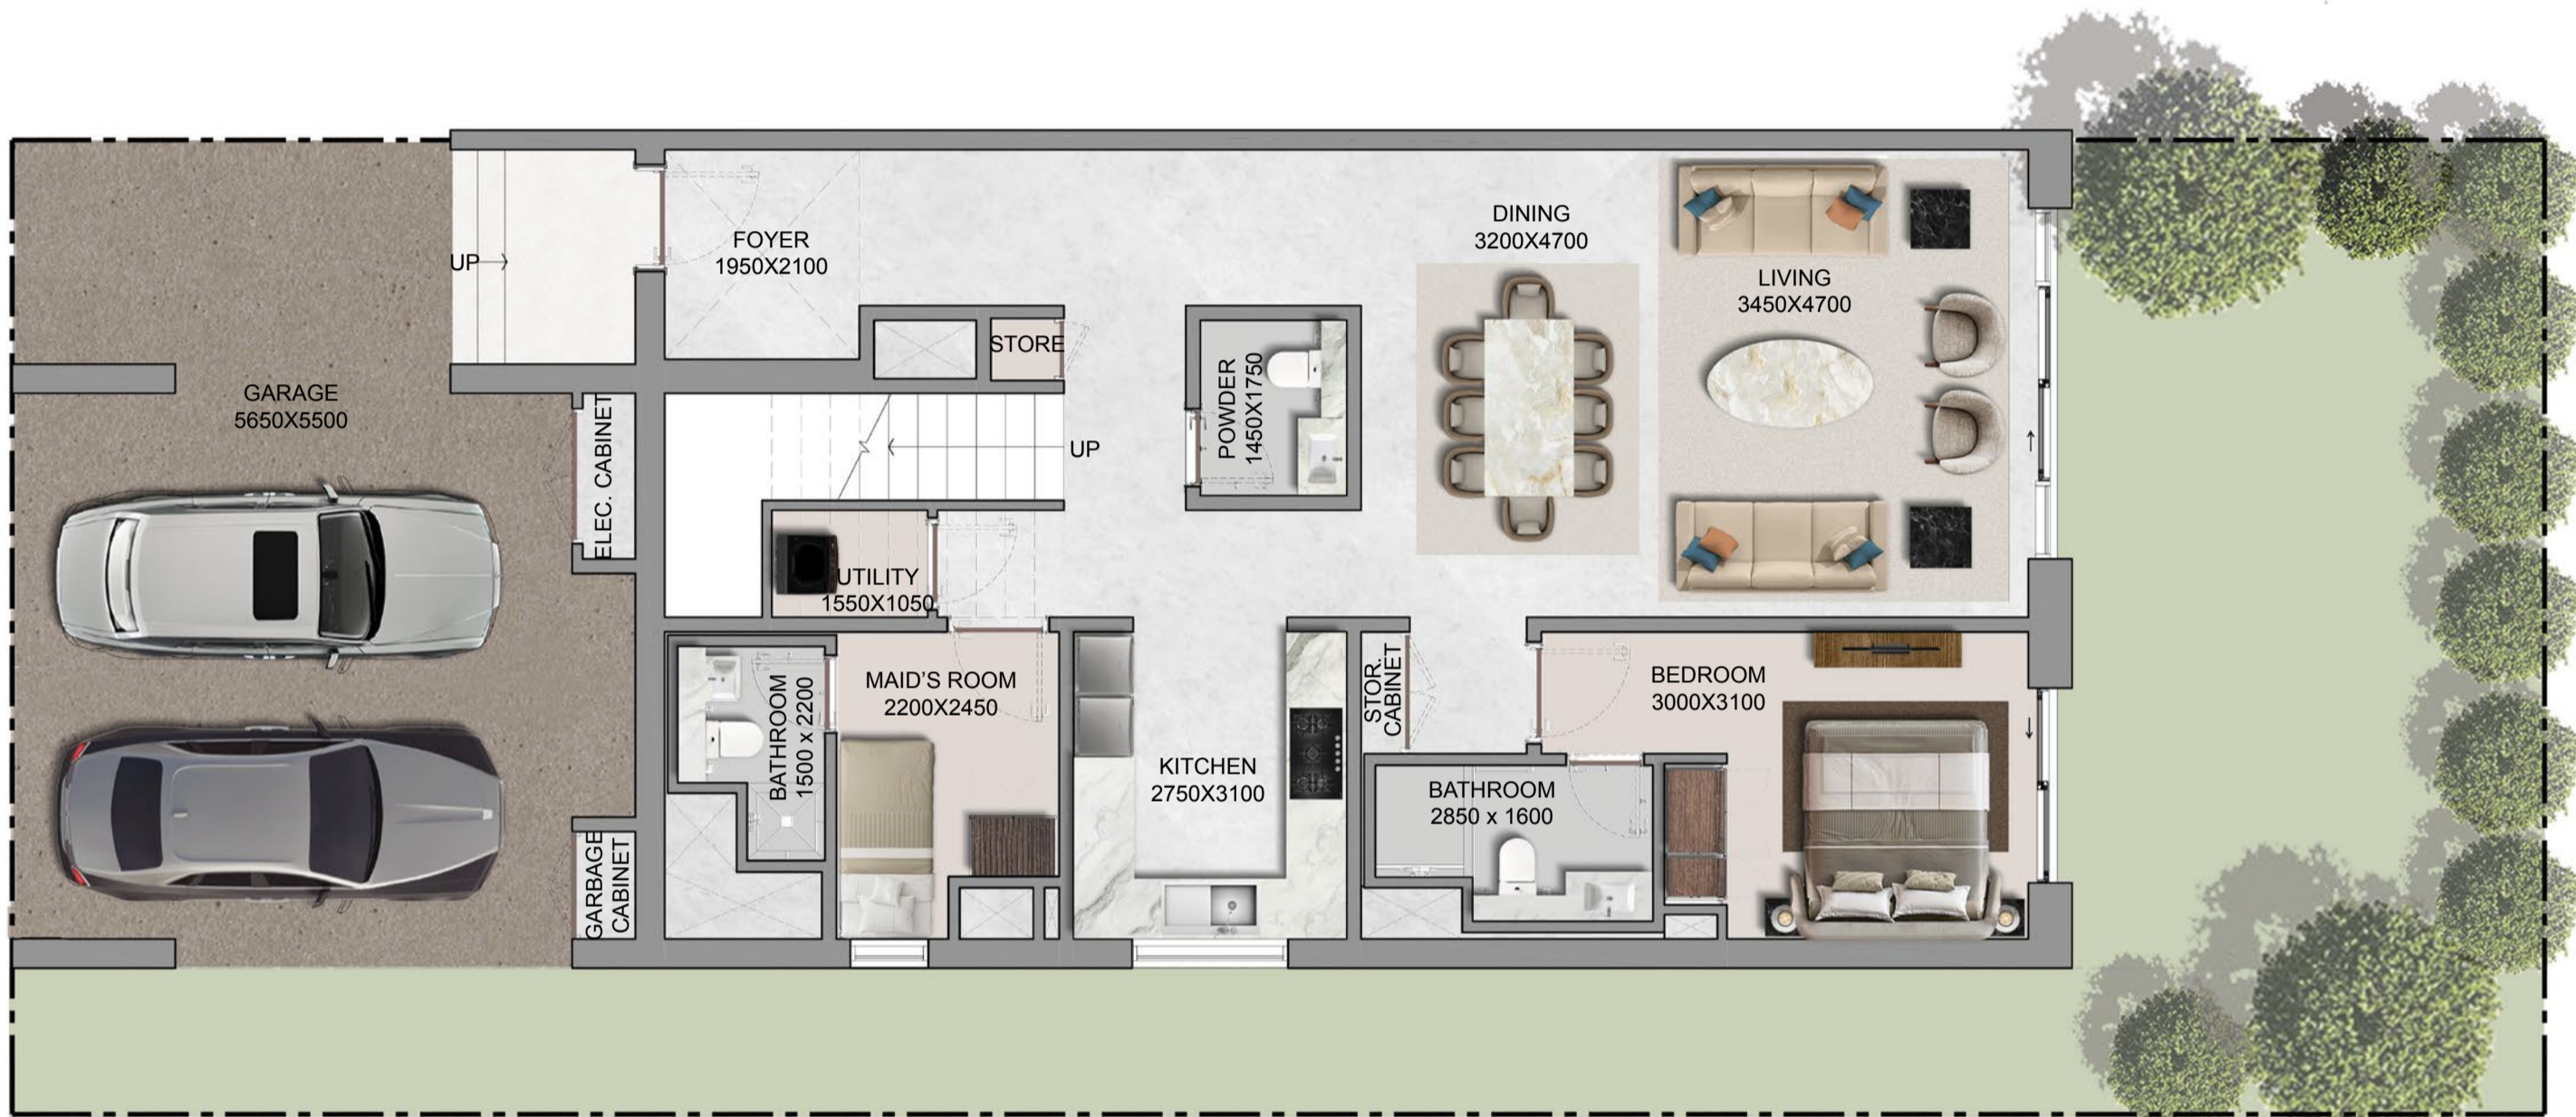 UP
FOYER
1950X2100
DINING
3200X4700
LIVING
3450X4700
STORE
GARAGE
5650X5500
ELEC. CABINET
UP
POWDER
1450X1750
UTILITY
1550X1050
BATHROOM
1500 x 2200
MAID'S ROOM
2200X2450
KITCHEN
2750X3100
STOR.
CABINET
BEDROOM
3000X3100
BATHROOM
2850 x 1600
GARBAGE
CABINET